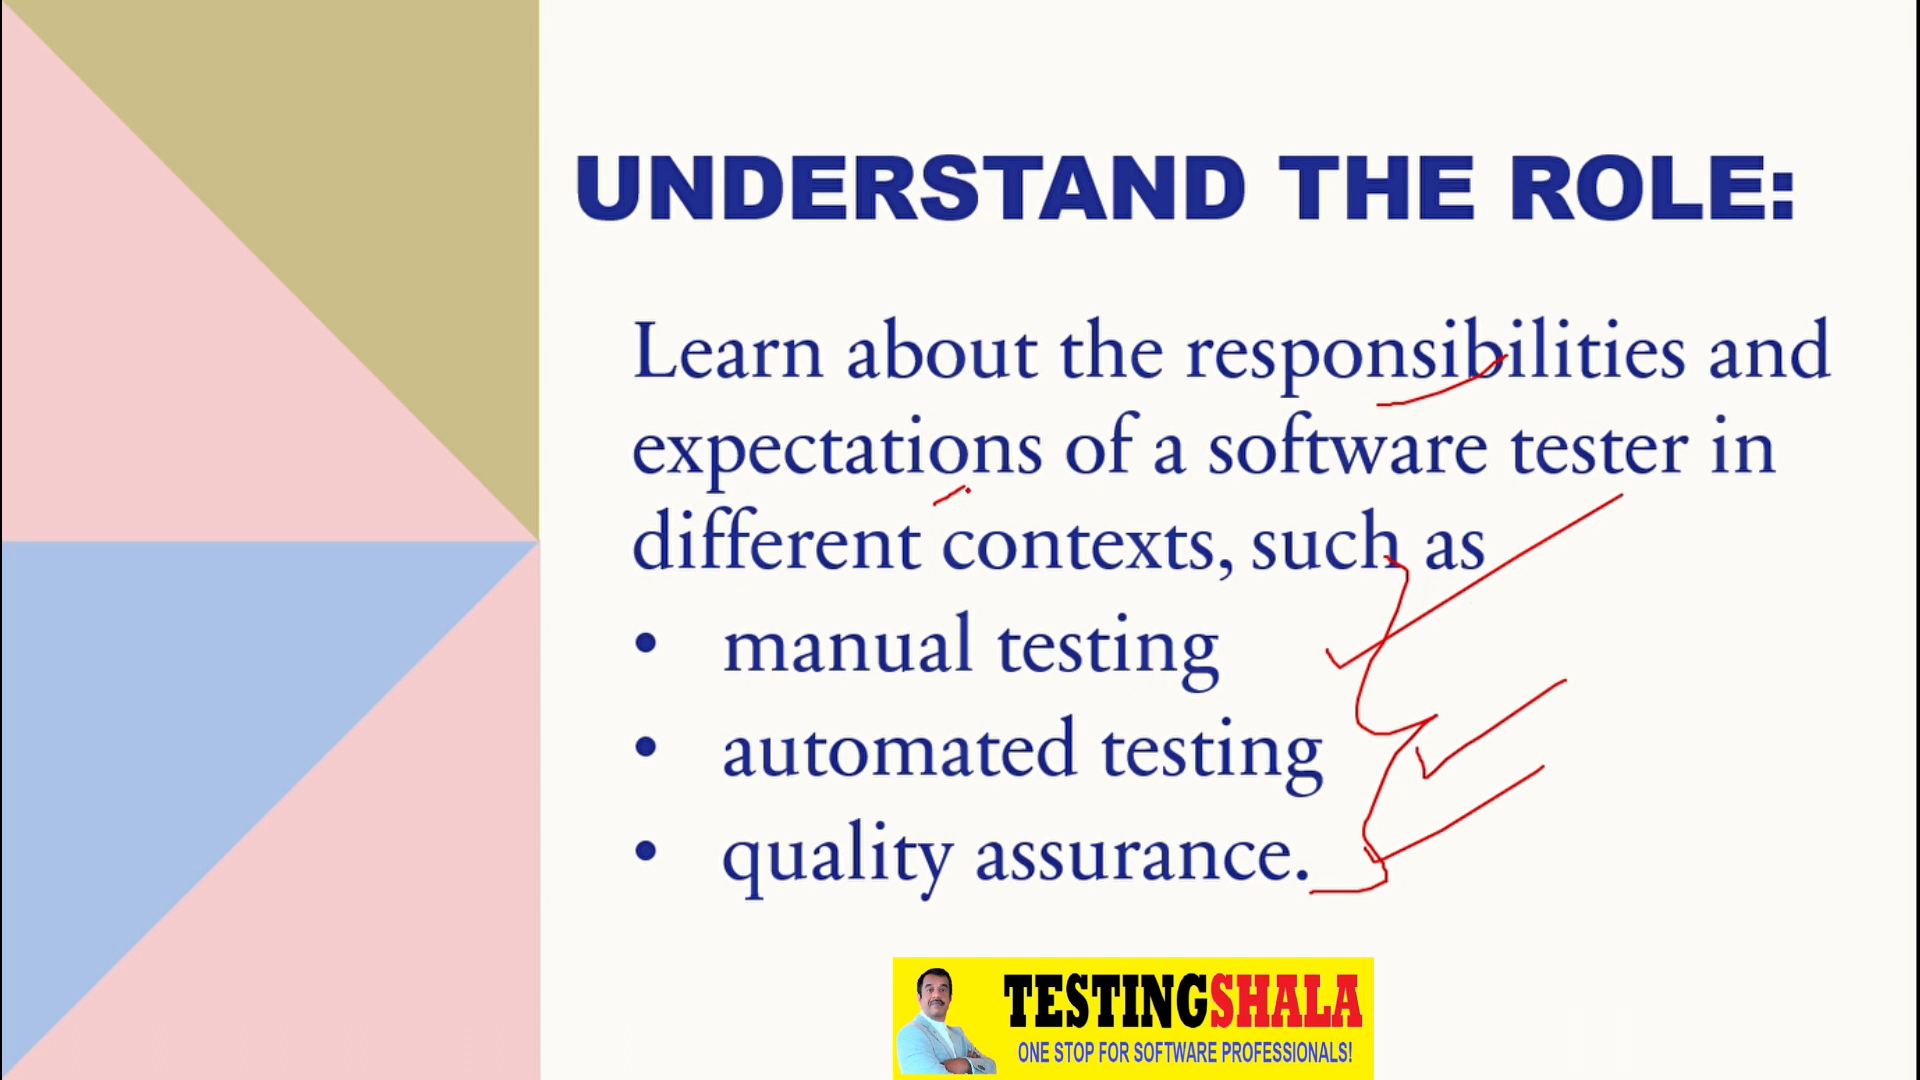 UNDERSTAND THE ROLE:
Learn about the responsibilities and
expectations of a software tester in
different contexts, such as
• manual testing
• automated testing
• quality assurance.
TESTINGSHALA
ONE STOP FOR SOFTWARE PROFESSIONALS!